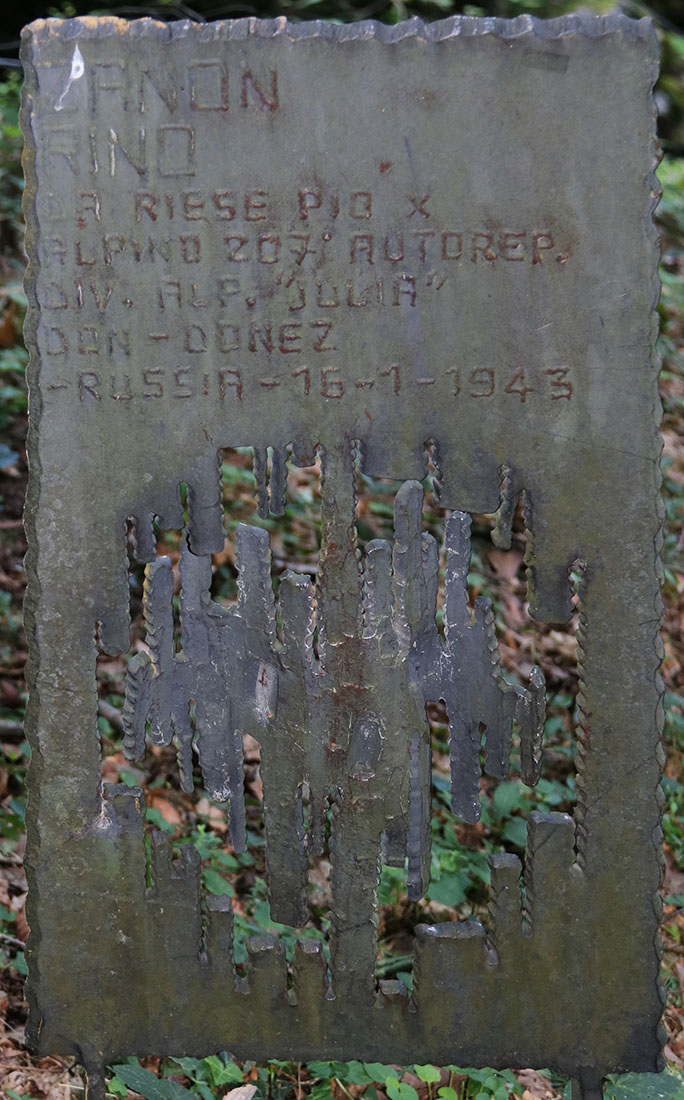 ZANON
RINO
DA RIESE PIO X
ALPINO 207° AUTOREP.
DIV. ALP. "JULIA"
DON - DONEZ
- RUSSIA - 16 - 1 - 1943